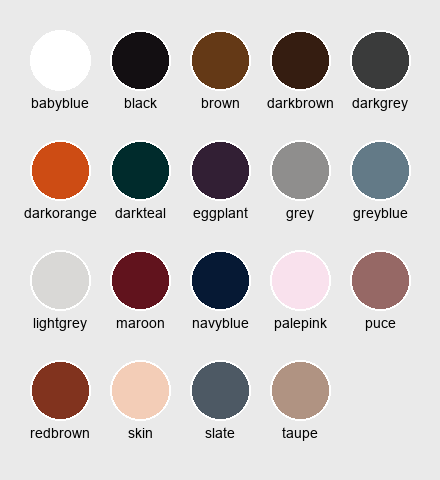 babyblue black brown darkbrown darkgrey
darkorange darkteal eggplant grey greyblue
lightgrey maroon navyblue palepink puce
redbrown skin slate taupe